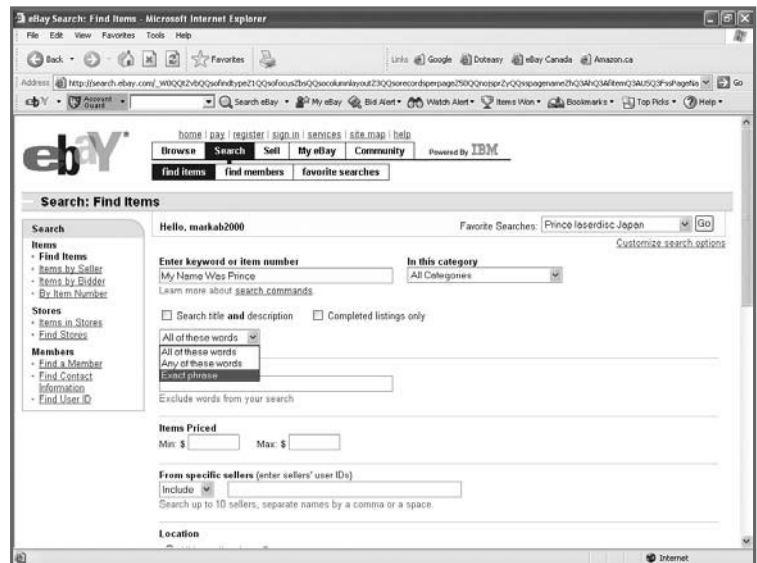 eBay Search: Find Items - Microsoft Internet Explorer
File Edit View Favorites Tools Help
Back Favorites Links Google Doteasy eBay Canada Amazon.ca
Address Go
ebY Account Guard Search eBay My eBay Bid Alert Watch Alert Items Won Bookmarks Top Picks Help
home | pay | register | sign in | services | site map | help
ebaY
Browse Search Sell My eBay Community Powered By IBM
find items find members favorite searches
Search: Find Items
Search
Items
· Find Items
· Items by Seller
· Items by Bidder
· By Item Number
Stores
· Items in Stores
· Find Stores
Members
· Find a Member
· Find Contact
Information
· Find User ID
Hello, markab2000 Favorite Searches: Prince laserdisc Japan Go
Customize search options
Enter keyword or item number In this category
My Name Was Prince All Categories
Learn more about search commands.
Search title and description Completed listings only
All of these words
All of these words
Any of these words
Exact phrase
Exclude words from your search
Items Priced
Min: $ Max: $
From specific sellers (enter sellers' user IDs)
Include
Search up to 10 sellers, separate names by a comma or a space.
Location
Internet